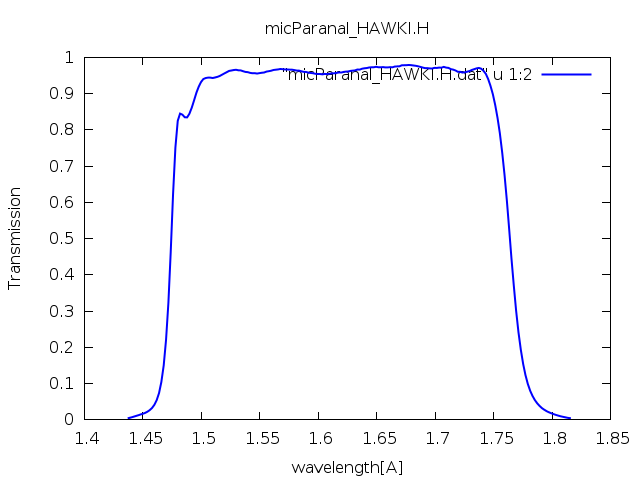 micParanal_HAWKI.H
"micParanal_HAWKI.H.dat" u 1:2
1
0.9
0.8
0.7
0.6
0.5
0.4
0.3
0.2
0.1
0
Transmission
1.4 1.45 1.5 1.55 1.6 1.65 1.7 1.75 1.8 1.85
wavelength[A]